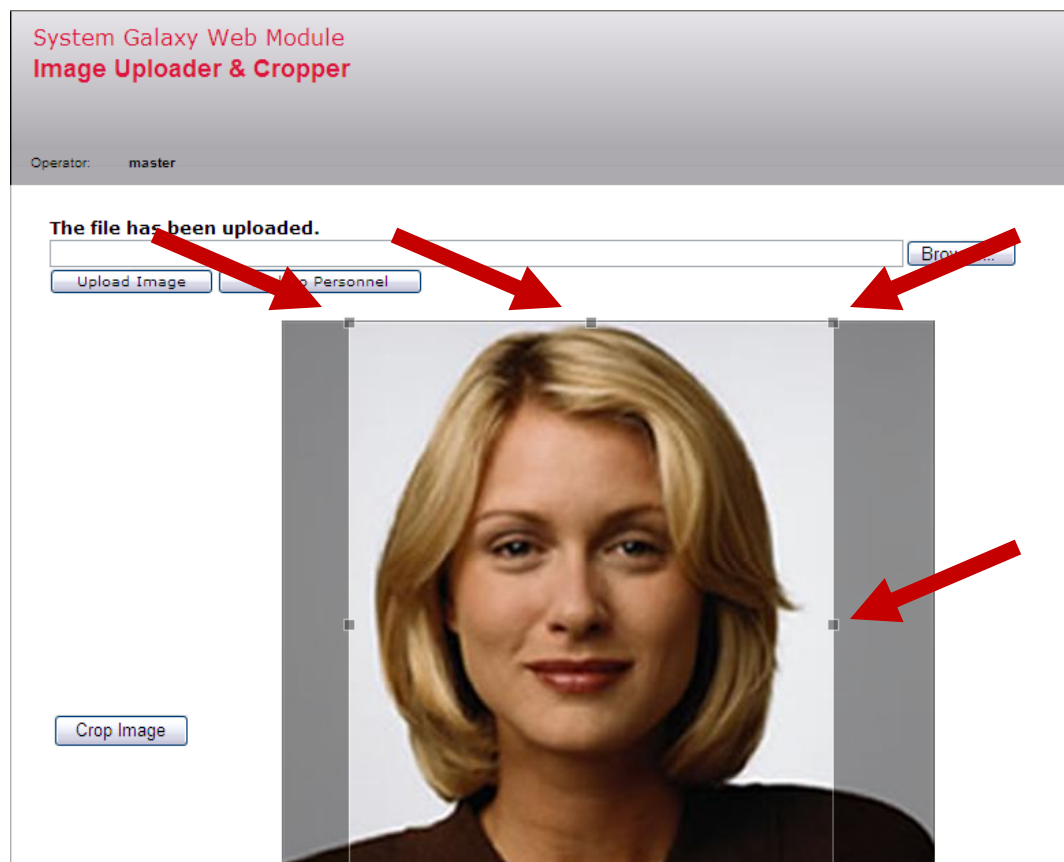 System Galaxy Web Module
Image Uploader & Cropper
Operator: master
The file has been uploaded.
Upload Image
Personnel
Crop Image